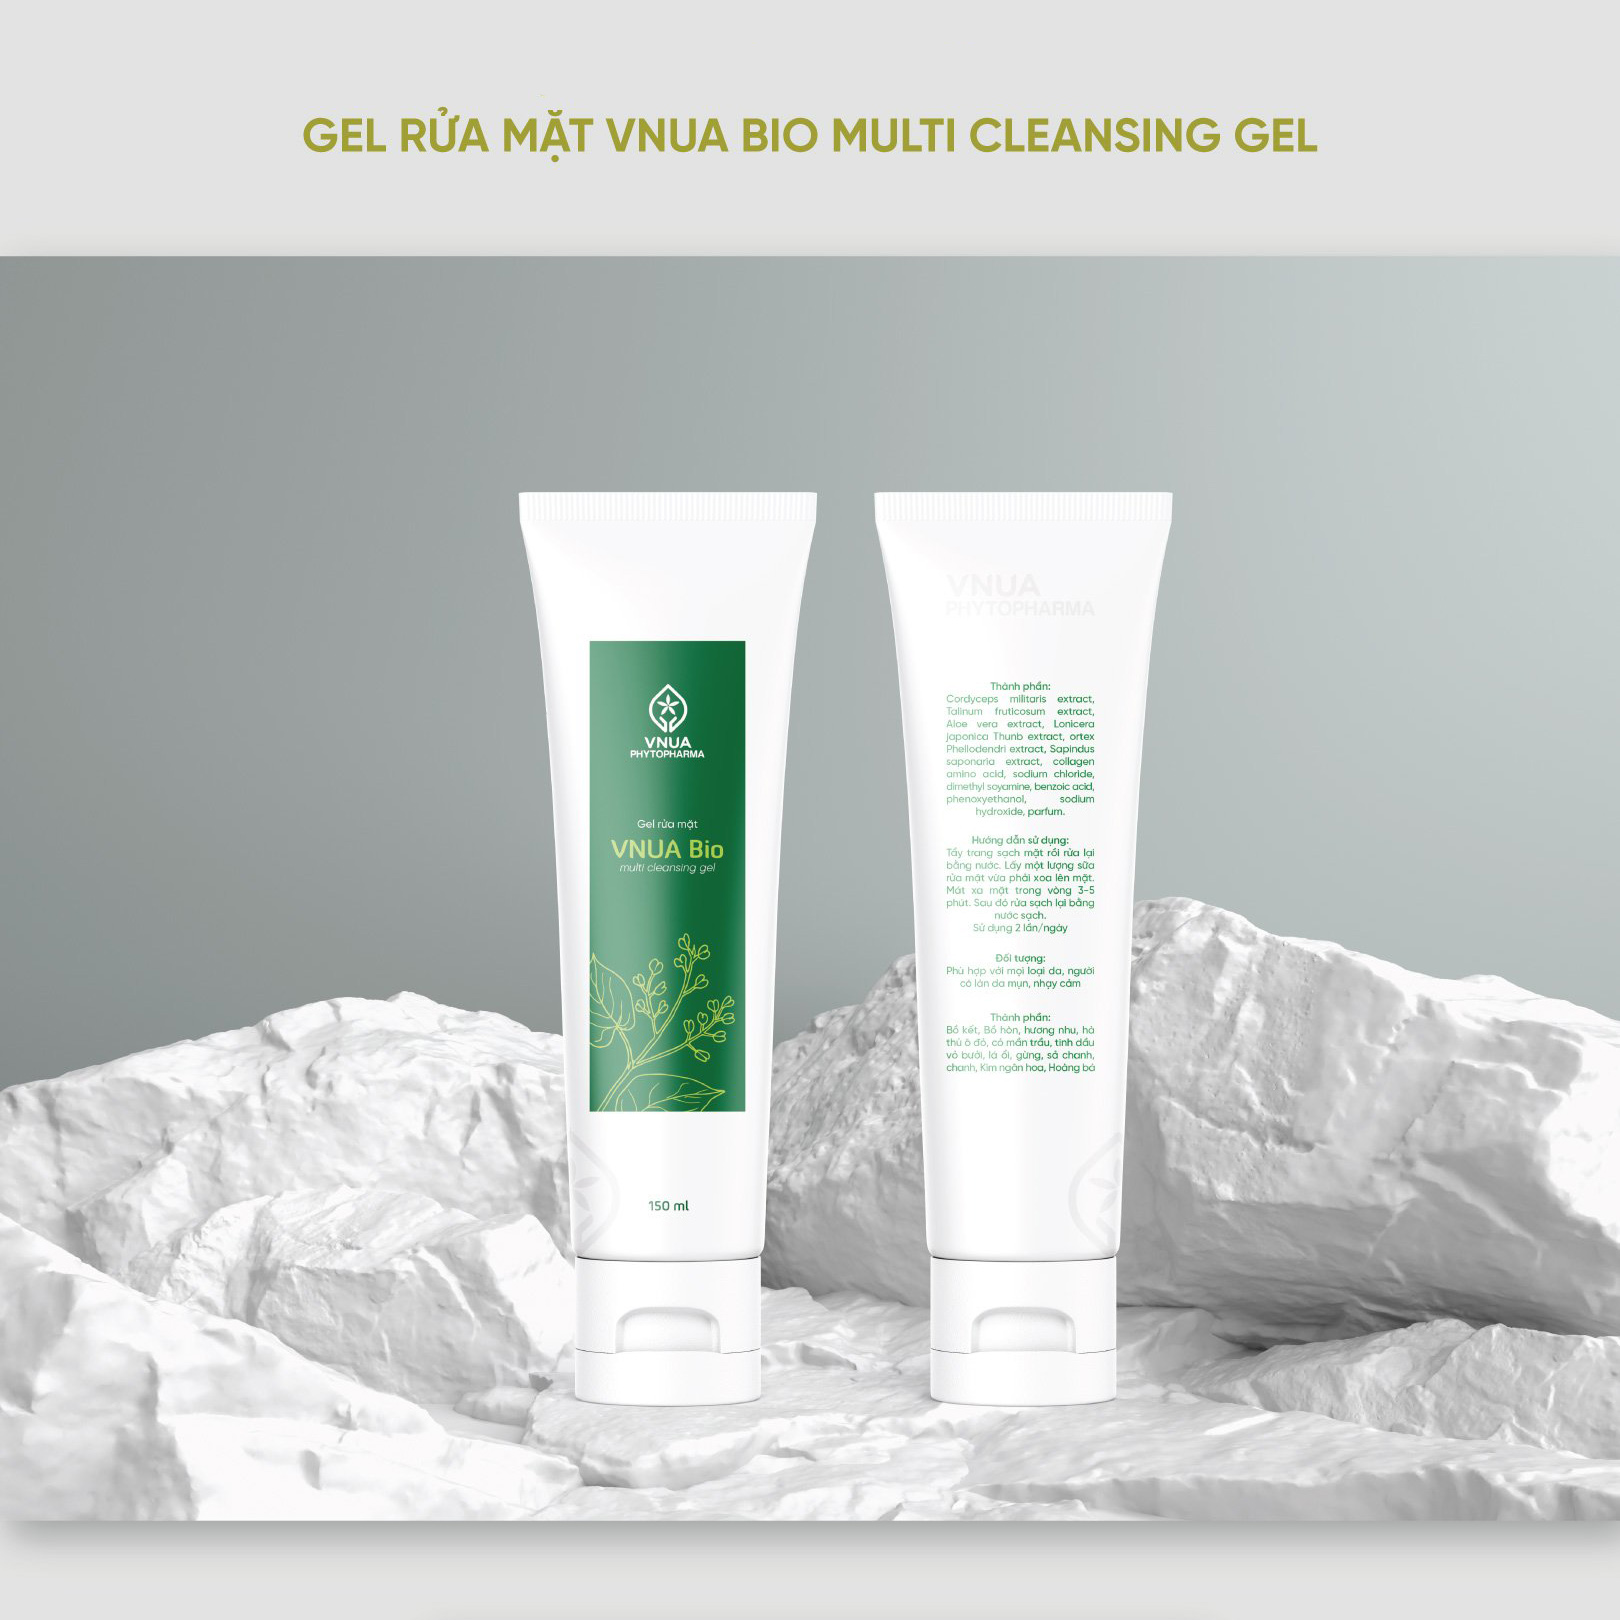 GEL RỬA MẶT VNUA BIO MULTI CLEANSING GEL
VNUA
PHYTOPHARMA
Gel rửa mặt
VNUA Bio
multi cleansing gel
150 ml
VNUA
PHYTOPHARMA
Thành phần:
Cordyceps militaris extract,
Talinum fruticosum extract,
Aloe vera extract, Lonicera
japonica Thunb extract, ortex
Phellodendri extract, Sapindus
saponaria extract, collagen
amino acid, sodium chloride,
dimethyl soyamine, benzoic acid,
phenoxyethanol, sodium
hydroxide, parfum.
Hướng dẫn sử dụng:
Tẩy trang sạch mặt rồi rửa lại
bằng nước. Lấy một lượng sữa
rửa mặt vừa phải xoa lên mặt.
Mát xa mặt trong vòng 3-5
phút. Sau đó rửa sạch lại bằng
nước sạch.
Sử dụng 2 lần/ngày
Đối tượng:
Phù hợp với mọi loại da, người
có làn da mụn, nhạy cảm
Thành phần:
Bồ kết, Bồ hòn, hương nhu, hà
thủ ô đỏ, cỏ mần trầu, tinh dầu
vỏ bưởi, lá ổi, gừng, sả chanh,
chanh, Kim ngân hoa, Hoàng bá